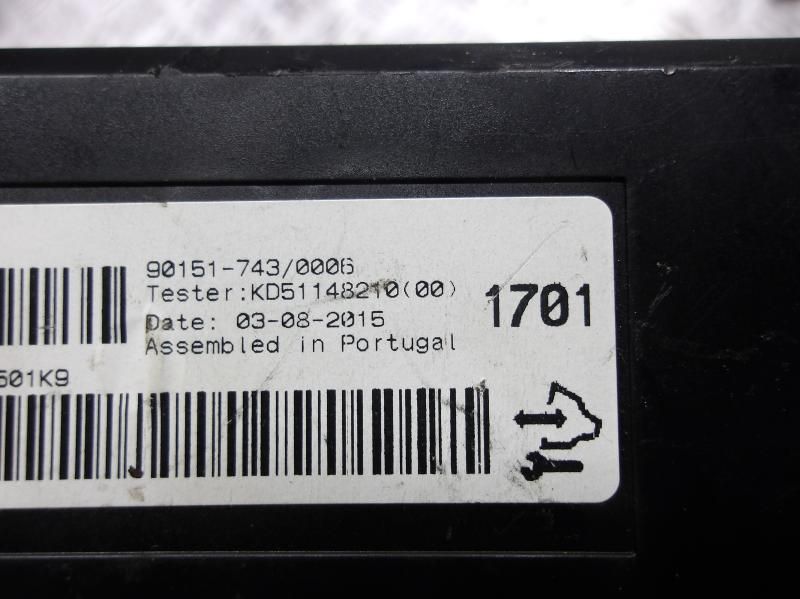 90151-743/0006
Tester:KD51148210(00)
1701
Date: 03-08-2015
Assembled in Portugal
501K9